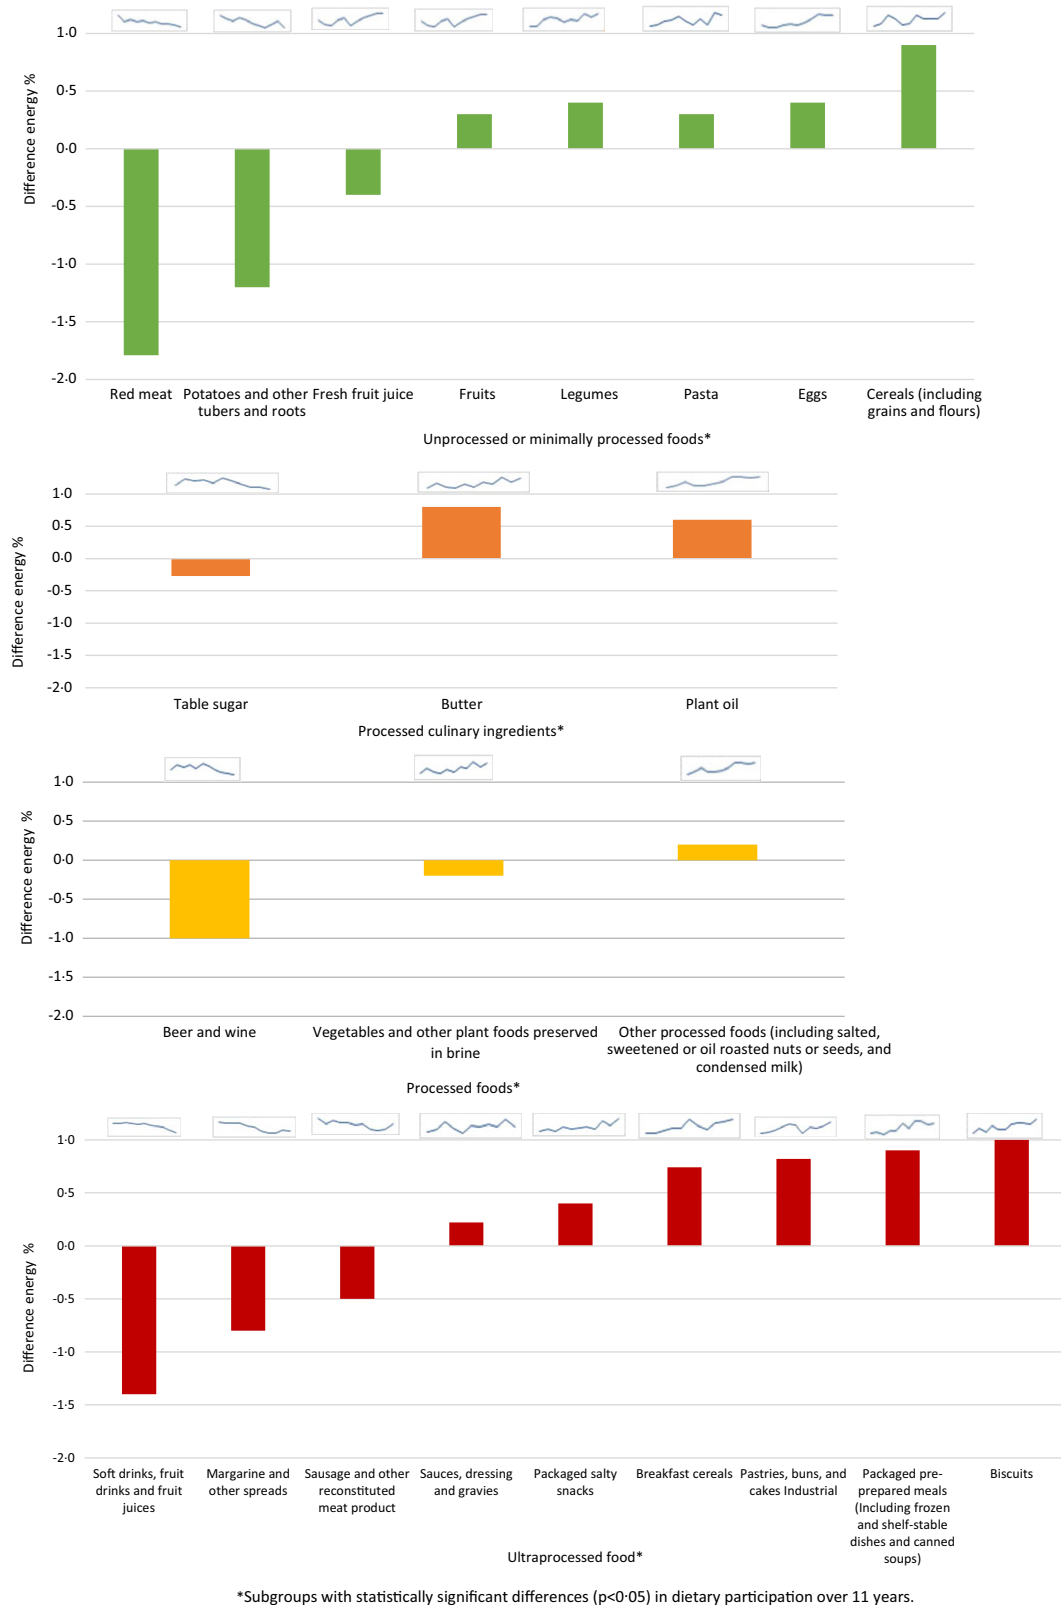 1.0
0·5
0·0
-0·5
-1·0
-1·5
-2·0
Difference energy %
Red meat
Potatoes and other
tubers and roots
Fresh fruit juice
Fruits
Legumes
Pasta
Eggs
Cereals (including
grains and flours)
Unprocessed or minimally processed foods*
1·0
0.5
0·0
-0·5
-1·0
-1·5
-2·0
Difference energy %
Table sugar
Butter
Plant oil
Processed culinary ingredients*
1·0
0·5
0·0
-0·5
-1·0
-1·5
-2·0
Difference energy %
Beer and wine
Vegetables and other plant foods preserved
in brine
Other processed foods (including salted,
sweetened or oil roasted nuts or seeds, and
condensed milk)
Processed foods*
1·0
0·5
0·0
-0·5
-1·0
-1·5
-2·0
Difference energy %
Soft drinks, fruit
drinks and fruit
juices
Margarine and
other spreads
Sausage and other
reconstituted
meat product
Sauces, dressing
and gravies
Packaged salty
snacks
Breakfast cereals
Pastries, buns, and
cakes Industrial
Packaged pre-
prepared meals
(Including frozen
and shelf-stable
dishes and canned
soups)
Biscuits
Ultraprocessed food*
*Subgroups with statistically significant differences (p<0·05) in dietary participation over 11 years.